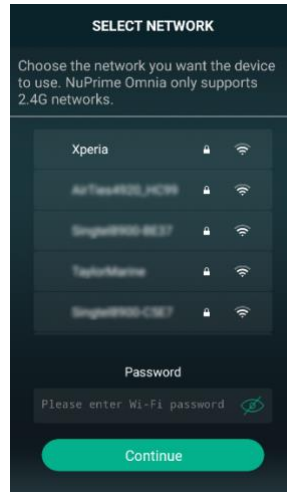 SELECT NETWORK
Choose the network you want the device
to use. NuPrime Omnia only supports
2.4G networks.
Xperia
Password
Please enter Wi-Fi password
Continue